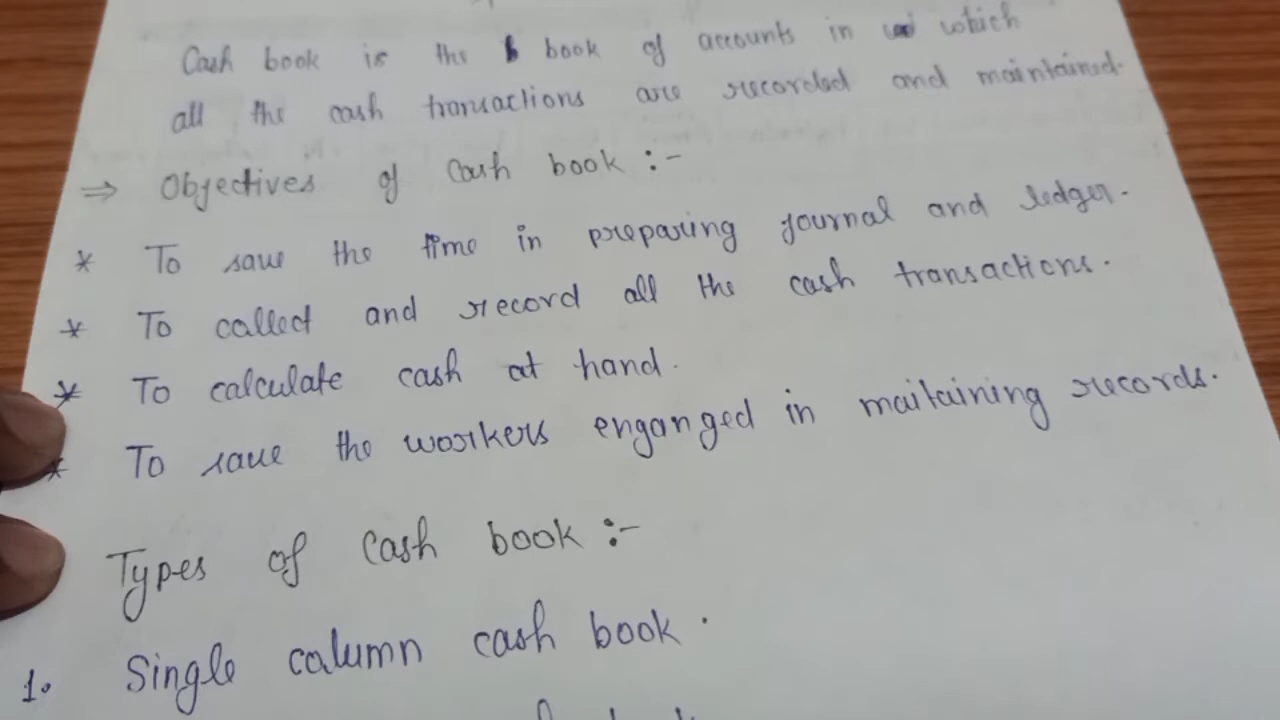 Cash book is the book of accounts in which
all the cash transactions are recorded and maintained.
⇒ Objectives of Cash book :-
* To save the time in preparing journal and ledger.
* To callect and record all the cash transactions.
* To calculate cash at hand.
* To save the workers enganged in maitaining records.
Types of Cash book :-
1. Single calumn cash book.